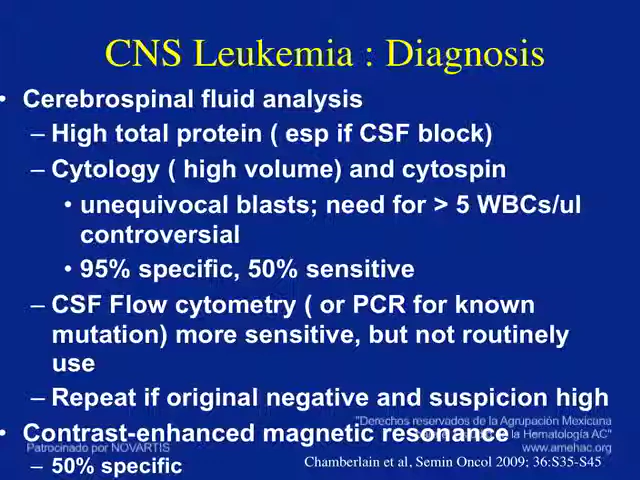 CNS Leukemia : Diagnosis
• Cerebrospinal fluid analysis
– High total protein ( esp if CSF block)
– Cytology ( high volume) and cytospin
• unequivocal blasts; need for > 5 WBCs/ul
controversial
• 95% specific, 50% sensitive
– CSF Flow cytometry ( or PCR for known
mutation) more sensitive, but not routinely
use
– Repeat if original negative and suspicion high
"Derechos reservados de la Agrupación Mexicana
• Contrast-enhanced magnetic resonance
la Hematología AC"
Patrocinado por NOVARTIS
www.amehac.org
– 50% specific
Chamberlain et al, Semin Oncol 2009; 36:S35-S45